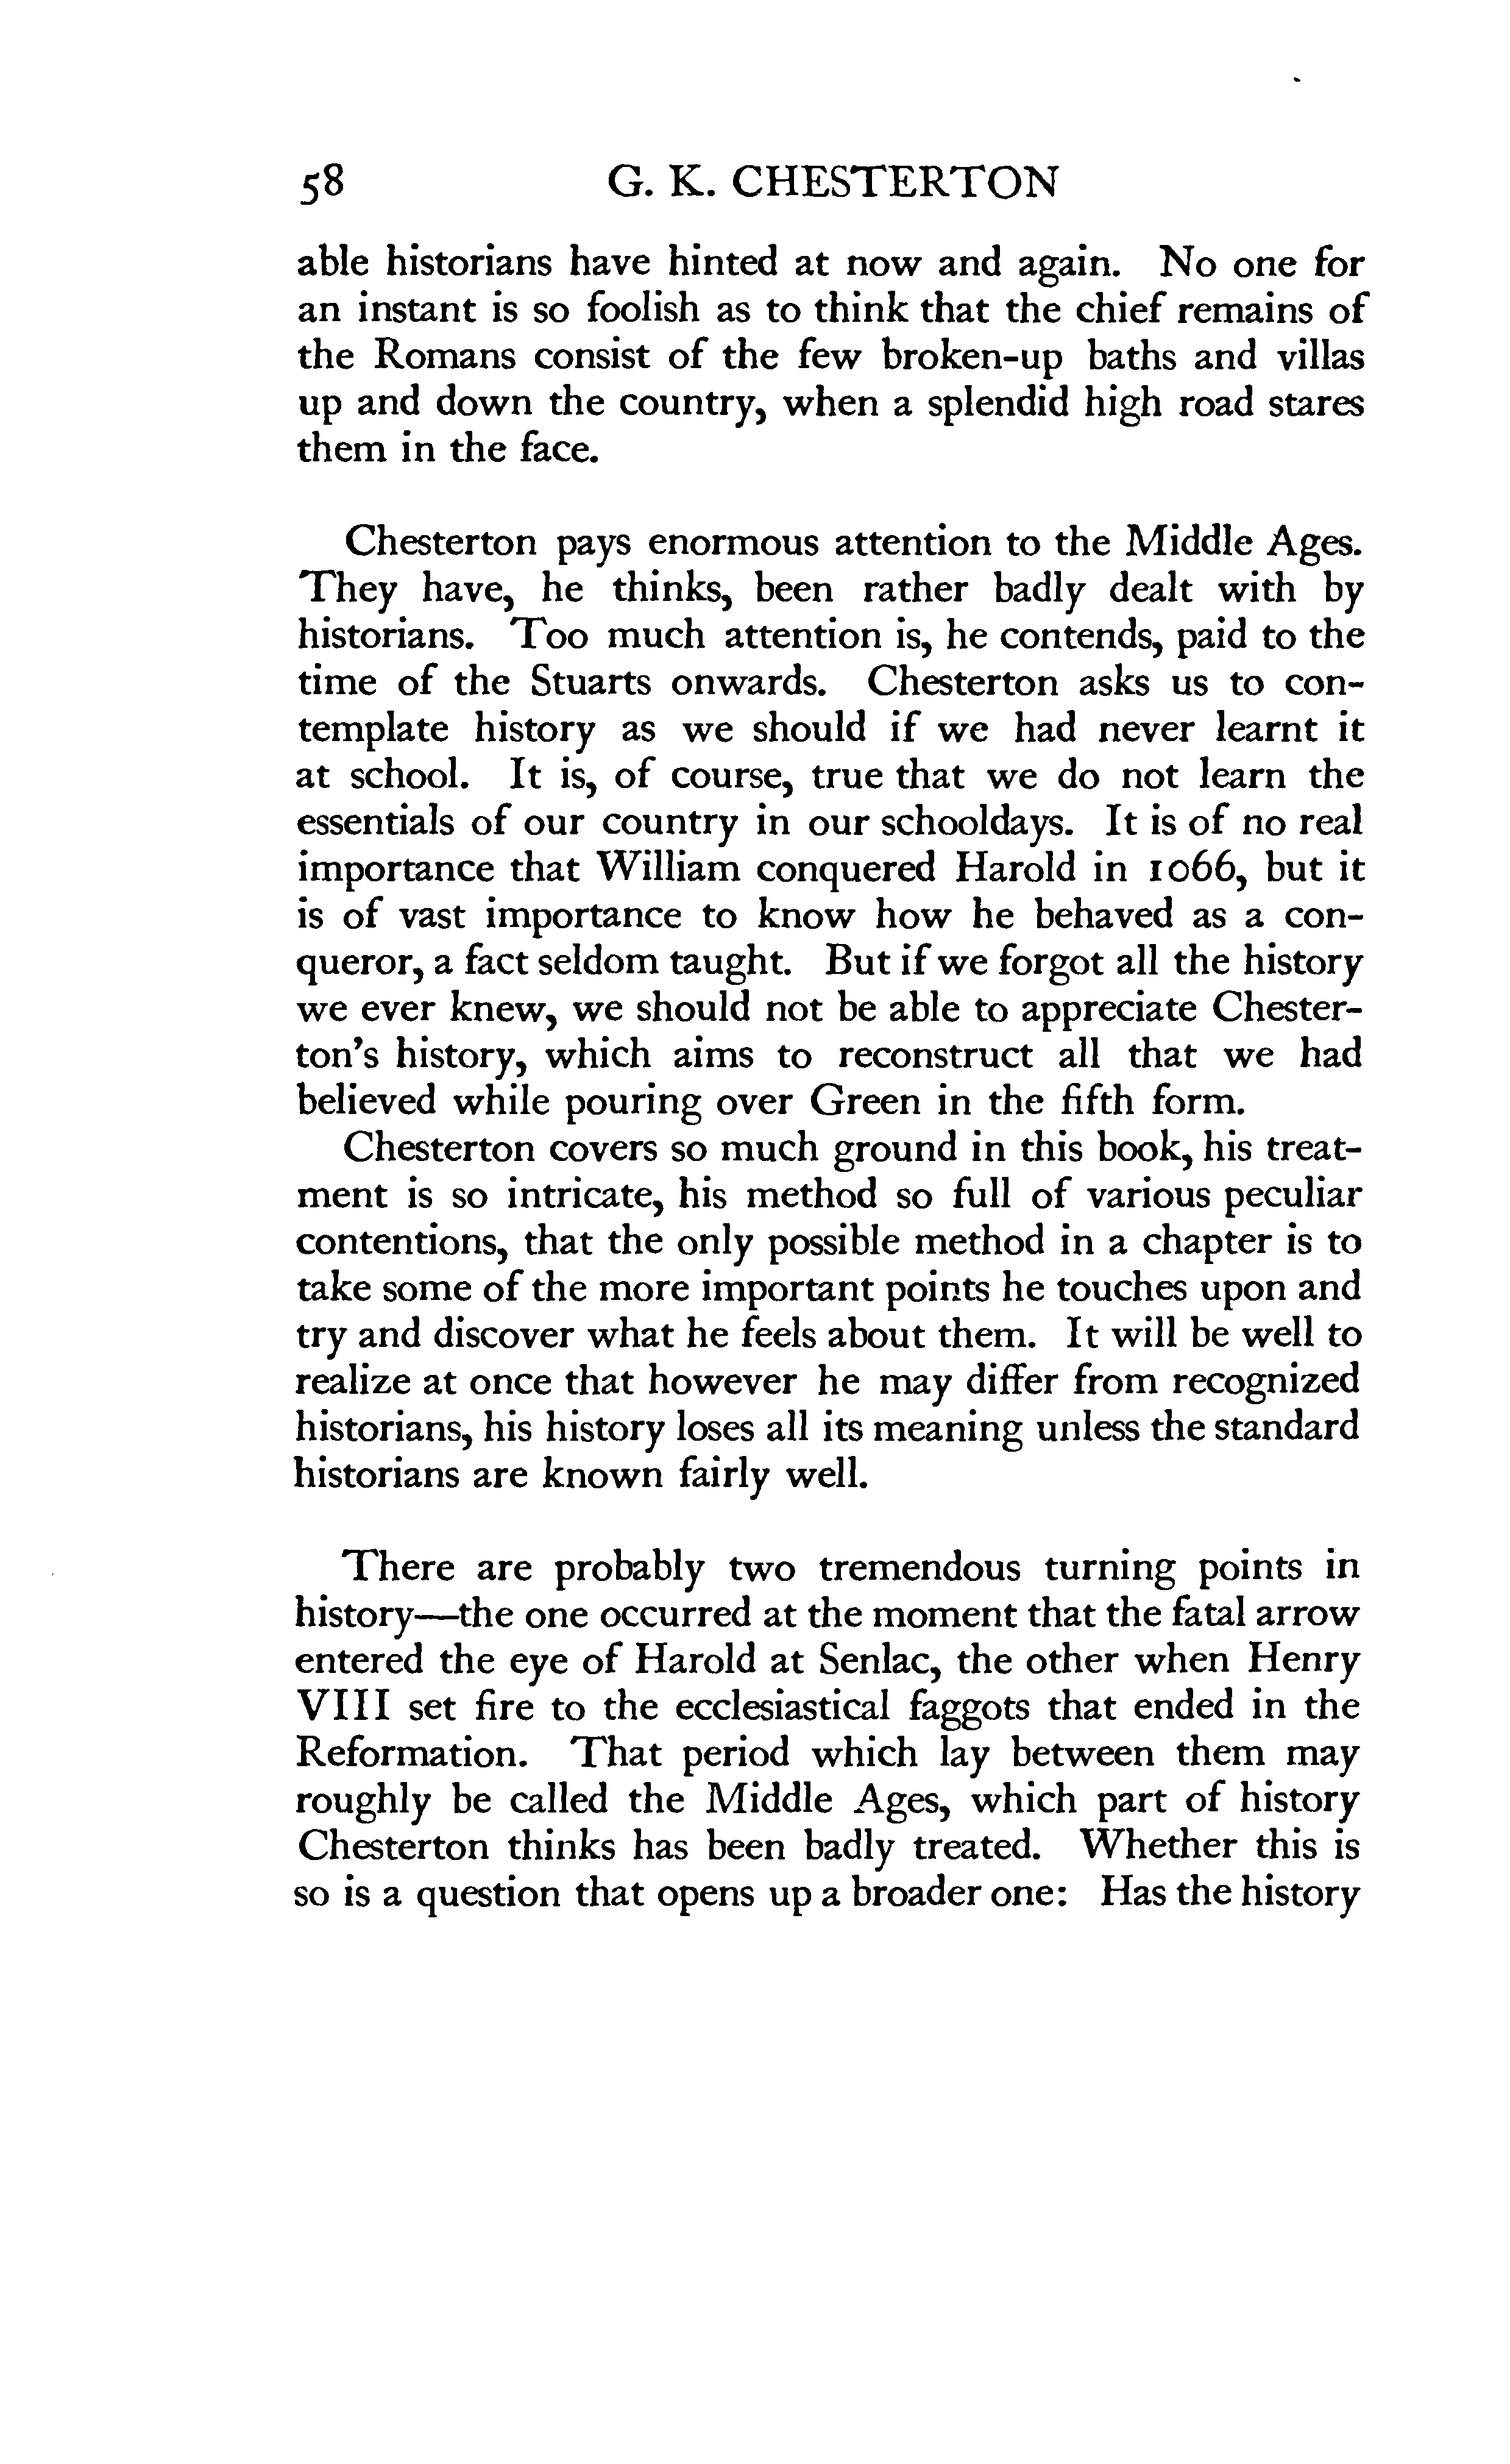 58 G. K. CHESTERTON
able historians have hinted at now and again. No one for
an instant is so foolish as to think that the chief remains of
the Romans consist of the few broken-up baths and villas
up and down the country, when a splendid high road stares
them in the face.
Chesterton pays enormous attention to the Middle Ages.
They have, he thinks, been rather badly dealt with by
historians. Too much attention is, he contends, paid to the
time of the Stuarts onwards. Chesterton asks us to con-
template history as we should if we had never learnt it
at school. It is, of course, true that we do not learn the
essentials of our country in our schooldays. It is of no real
importance that William conquered Harold in 1066, but it
is of vast importance to know how he behaved as a con-
queror, a fact seldom taught. But if we forgot all the history
we ever knew, we should not be able to appreciate Chester-
ton's history, which aims to reconstruct all that we had
believed while pouring over Green in the fifth form.
Chesterton covers so much ground in this book, his treat-
ment is so intricate, his method so full of various peculiar
contentions, that the only possible method in a chapter is to
take some of the more important points he touches upon and
try and discover what he feels about them. It will be well to
realize at once that however he may differ from recognized
historians, his history loses all its meaning unless the standard
historians are known fairly well.
There are probably two tremendous turning points in
history—the one occurred at the moment that the fatal arrow
entered the eye of Harold at Senlac, the other when Henry
VIII set fire to the ecclesiastical faggots that ended in the
Reformation. That period which lay between them may
roughly be called the Middle Ages, which part of history
Chesterton thinks has been badly treated. Whether this is
so is a question that opens up a broader one: Has the history